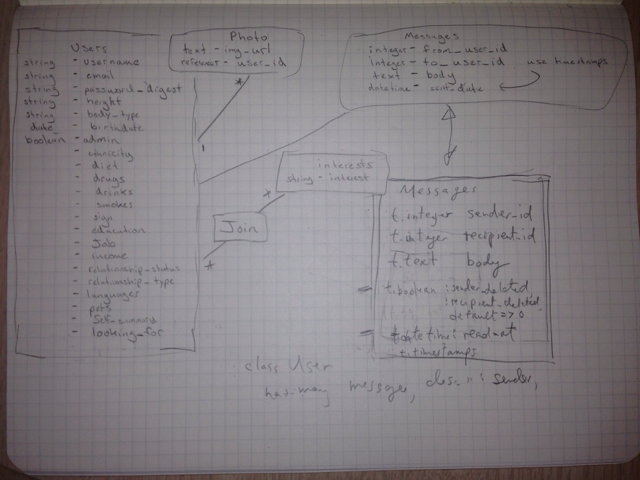 Users
string - username
string - email
string - password_digest
string - height
string - body_type
date - birthdate
boolean - admin
- ethnicity
- diet
- drugs
- drinks
- smokes
- sign
- education
- Job
- income
- relationship_status
- relationship_type
- languages
- pets
- self_summary
- looking_for
Photo
text - img_url
- user_id
*
1
Messages
integer - from_user_id
integer - to_user_id use timestamps
text - body
datetime - sent_date
interests
string - interest
*
Join
*
Messages
t.integer sender_id
t.integer recipient_id
t.text body
t.boolean :sender_deleted
:recipient_deleted
default => 0
t.datetime : read_at
t.timestamps
class User
has_many messages, class : sender,